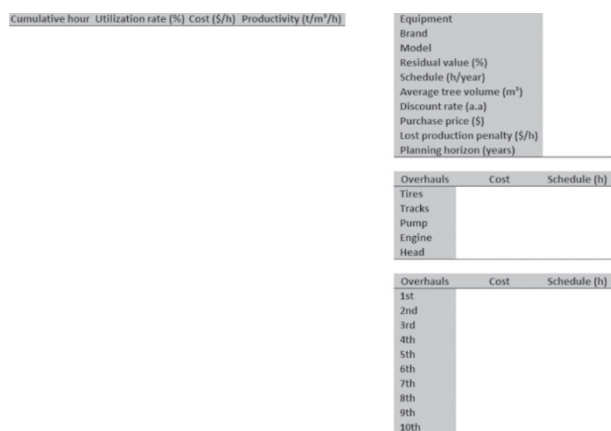 Cumulative hour Utilization rate (%) Cost ($/h) Productivity (t/m³/h)
Equipment
Brand
Model
Residual value (%)
Schedule (h/year)
Average tree volume (m³)
Discount rate (a.a)
Purchase price ($)
Lost production penalty ($/h)
Planning horizon (years)
Overhauls Cost Schedule (h)
Tires
Tracks
Pump
Engine
Head
Overhauls Cost Schedule (h)
1st
2nd
3rd
4th
5th
6th
7th
8th
9th
10th